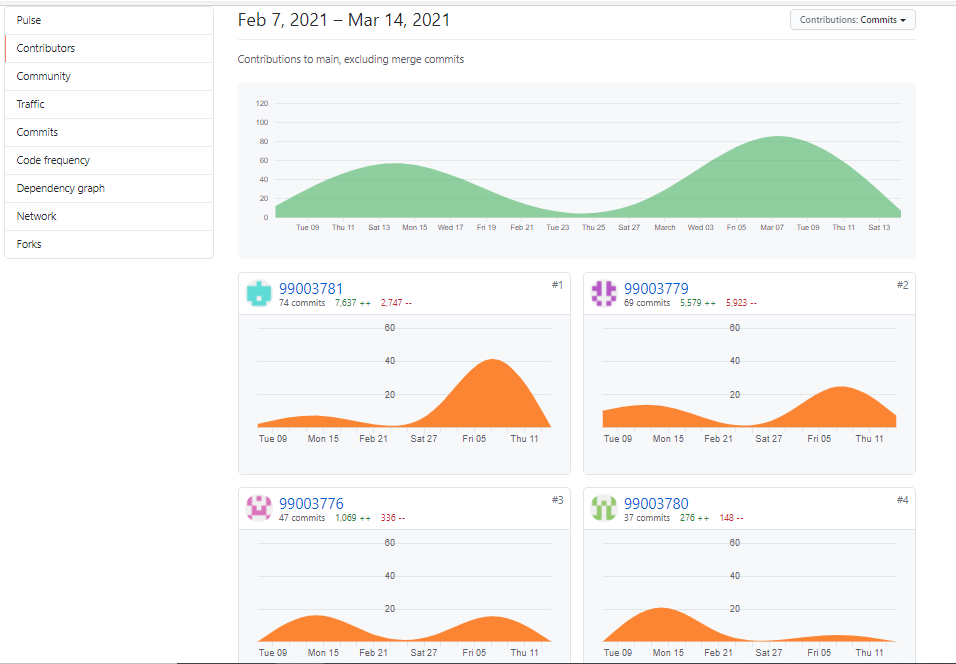 Pulse
Contributors
Community
Traffic
Commits
Code frequency
Dependency graph
Network
Forks
Feb 7, 2021 – Mar 14, 2021
Contributions: Commits
Contributions to main, excluding merge commits
120
100
80
60
40
20
0
Tue 09 Thu 11 Sat 13 Mon 15 Wed 17 Fri 19 Feb 21 Tue 23 Thu 25 Sat 27 March Wed 03 Fri 05 Mar 07 Tue 09 Thu 11 Sat 13
99003781 #1
74 commits 7,637 ++ 2,747 --
60
40
20
Tue 09 Mon 15 Feb 21 Sat 27 Fri 05 Thu 11
99003779 #2
69 commits 5,579 ++ 5,923 --
60
40
20
Tue 09 Mon 15 Feb 21 Sat 27 Fri 05 Thu 11
99003776 #3
47 commits 1,069 ++ 336 --
60
40
20
Tue 09 Mon 15 Feb 21 Sat 27 Fri 05 Thu 11
99003780 #4
37 commits 276 ++ 148 --
60
40
20
Tue 09 Mon 15 Feb 21 Sat 27 Fri 05 Thu 11